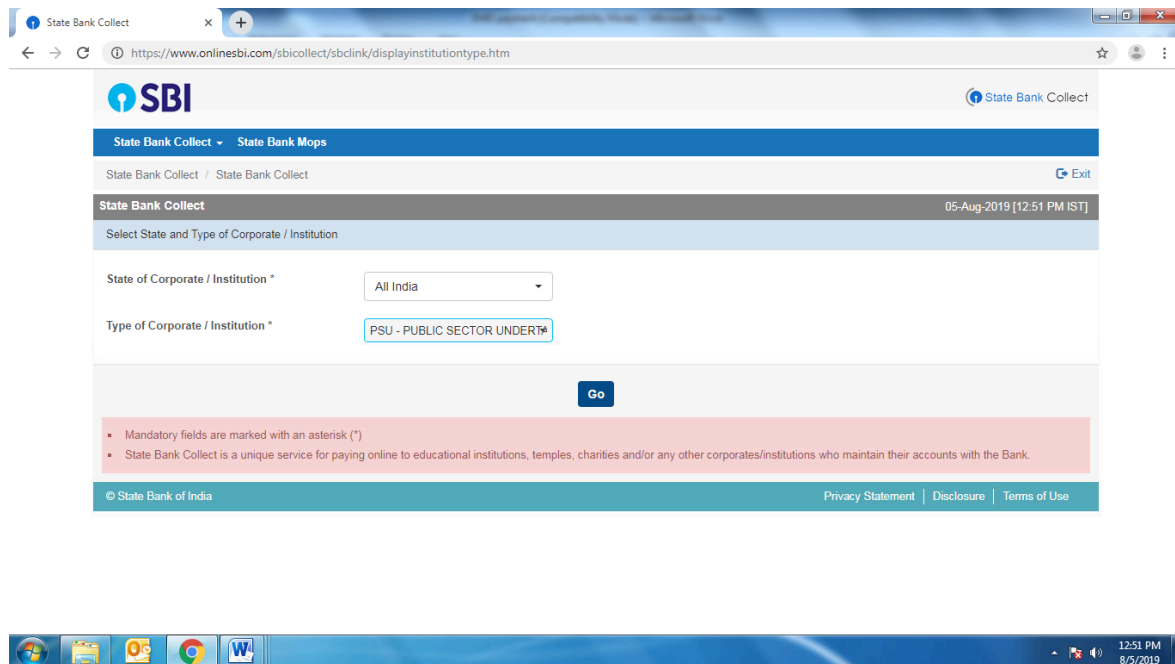 State Bank Collect
https://www.onlinesbi.com/sbicollect/sbclink/displayinstitutiontype.htm
SBI
State Bank Collect
State Bank Collect State Bank Mops
State Bank Collect / State Bank Collect
Exit
State Bank Collect
05-Aug-2019 [12:51 PM IST]
Select State and Type of Corporate / Institution
State of Corporate / Institution *
All India
Type of Corporate / Institution *
PSU - PUBLIC SECTOR UNDERTA
Go
Mandatory fields are marked with an asterisk (*)
State Bank Collect is a unique service for paying online to educational institutions, temples, charities and/or any other corporates/institutions who maintain their accounts with the Bank.
© State Bank of India
Privacy Statement | Disclosure | Terms of Use
12:51 PM
8/5/2019